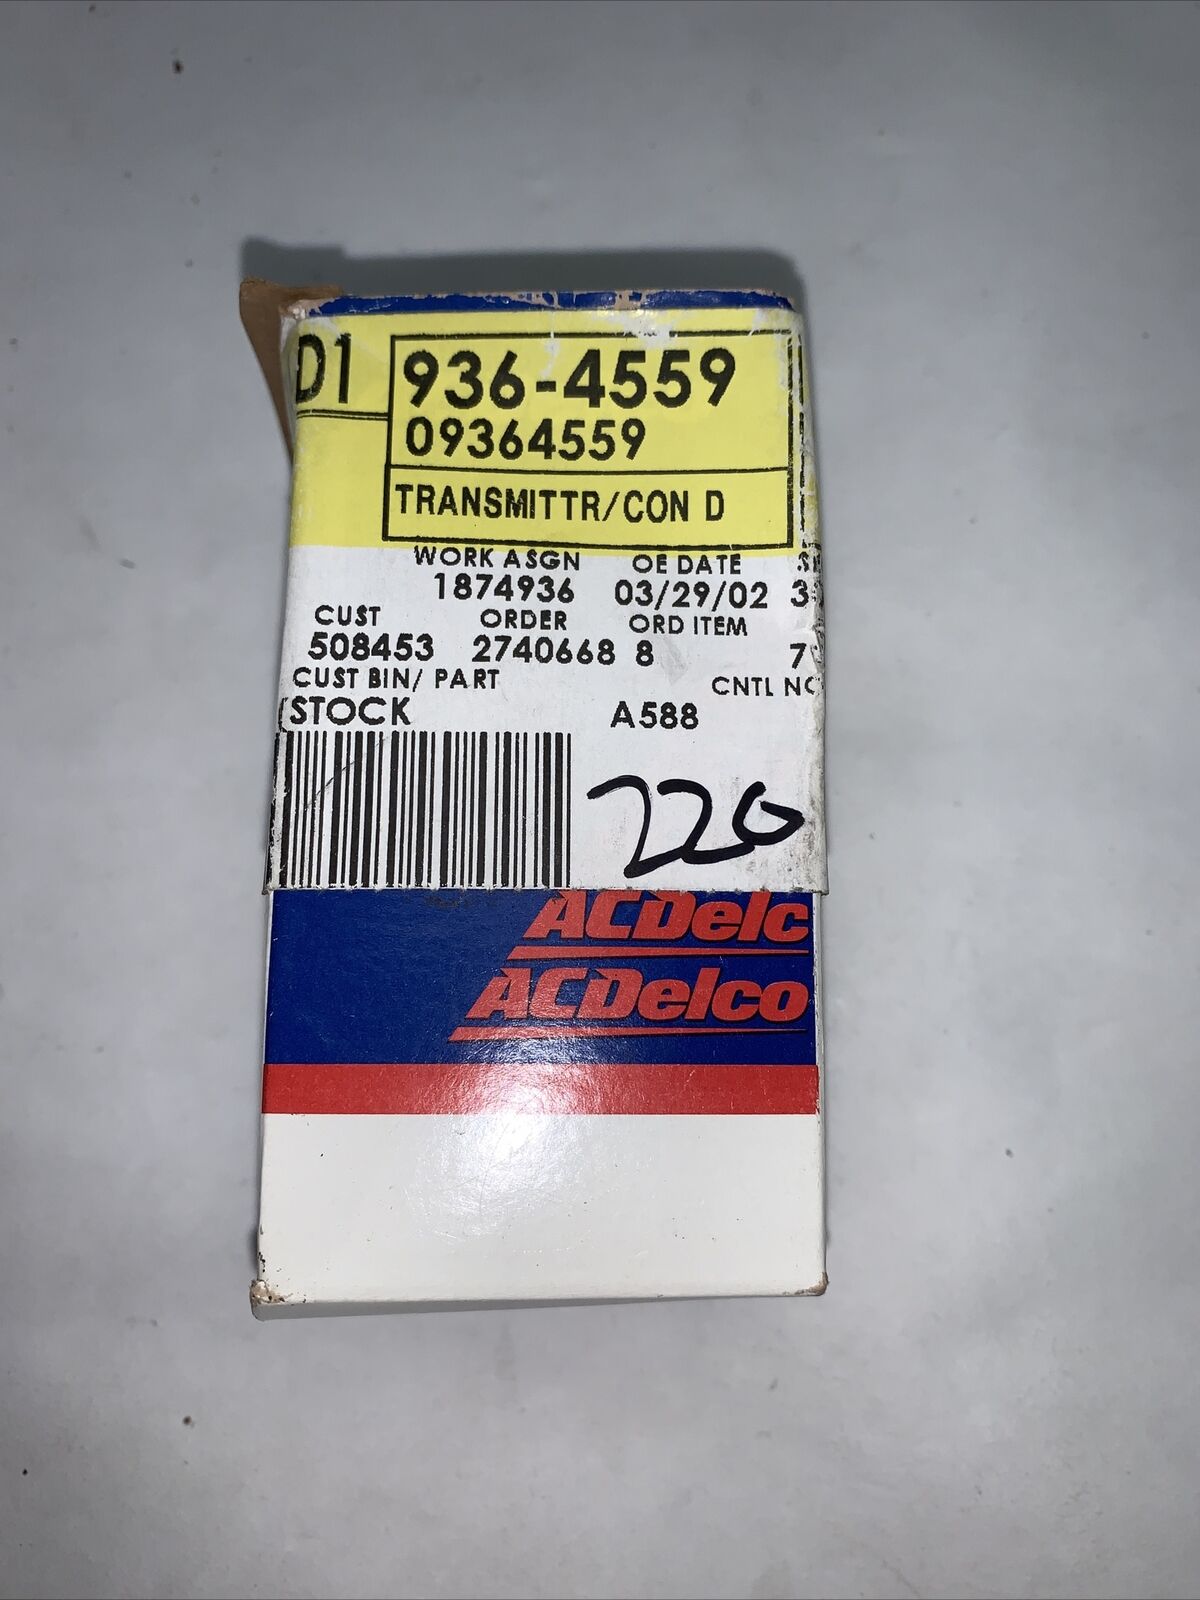 D1 936-4559
09364559
TRANSMITTR/CON D
WORK ASGN OE DATE
1874936 03/29/02
CUST ORDER ORD ITEM
508453 2740668 8
CUST BIN/ PART CNTL NO
STOCK A588
220
ACDelc
ACDelco